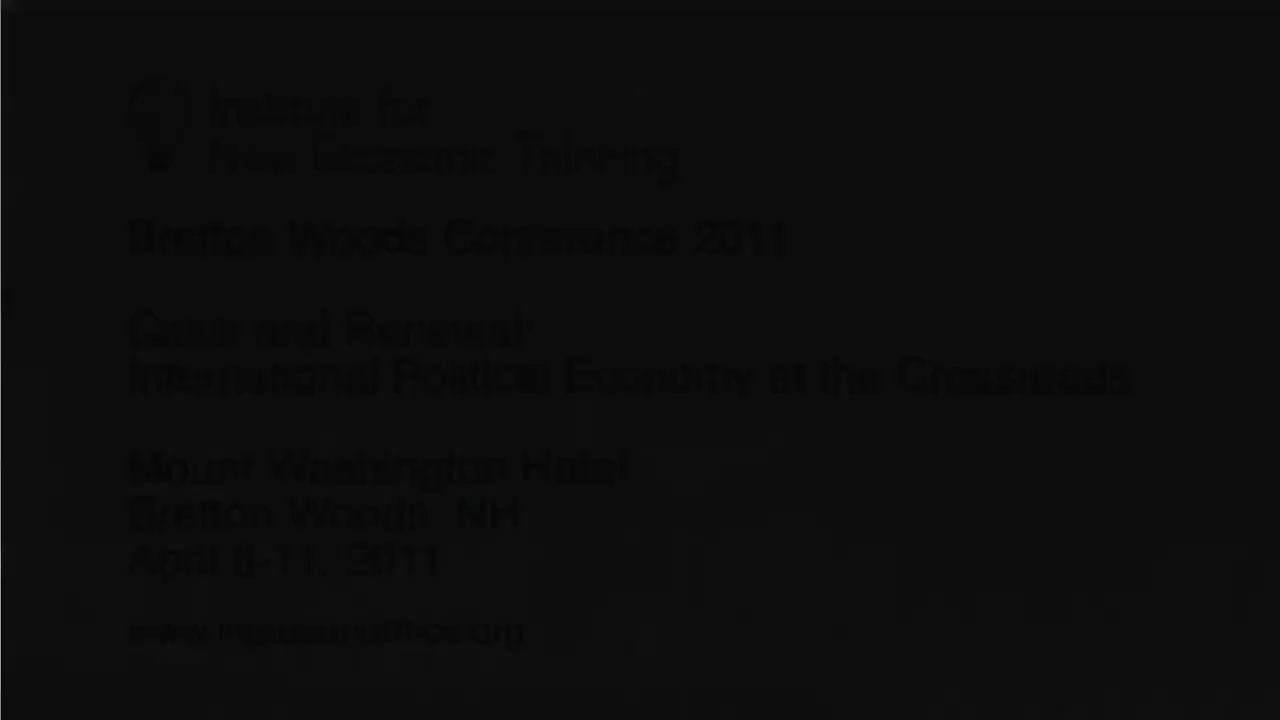 Institute for
New Economic Thinking
Bretton Woods Conference 2011
Crisis and Renewal:
International Political Economy at the Crossroads
Mount Washington Hotel
Bretton Woods, NH
April 8-11, 2011